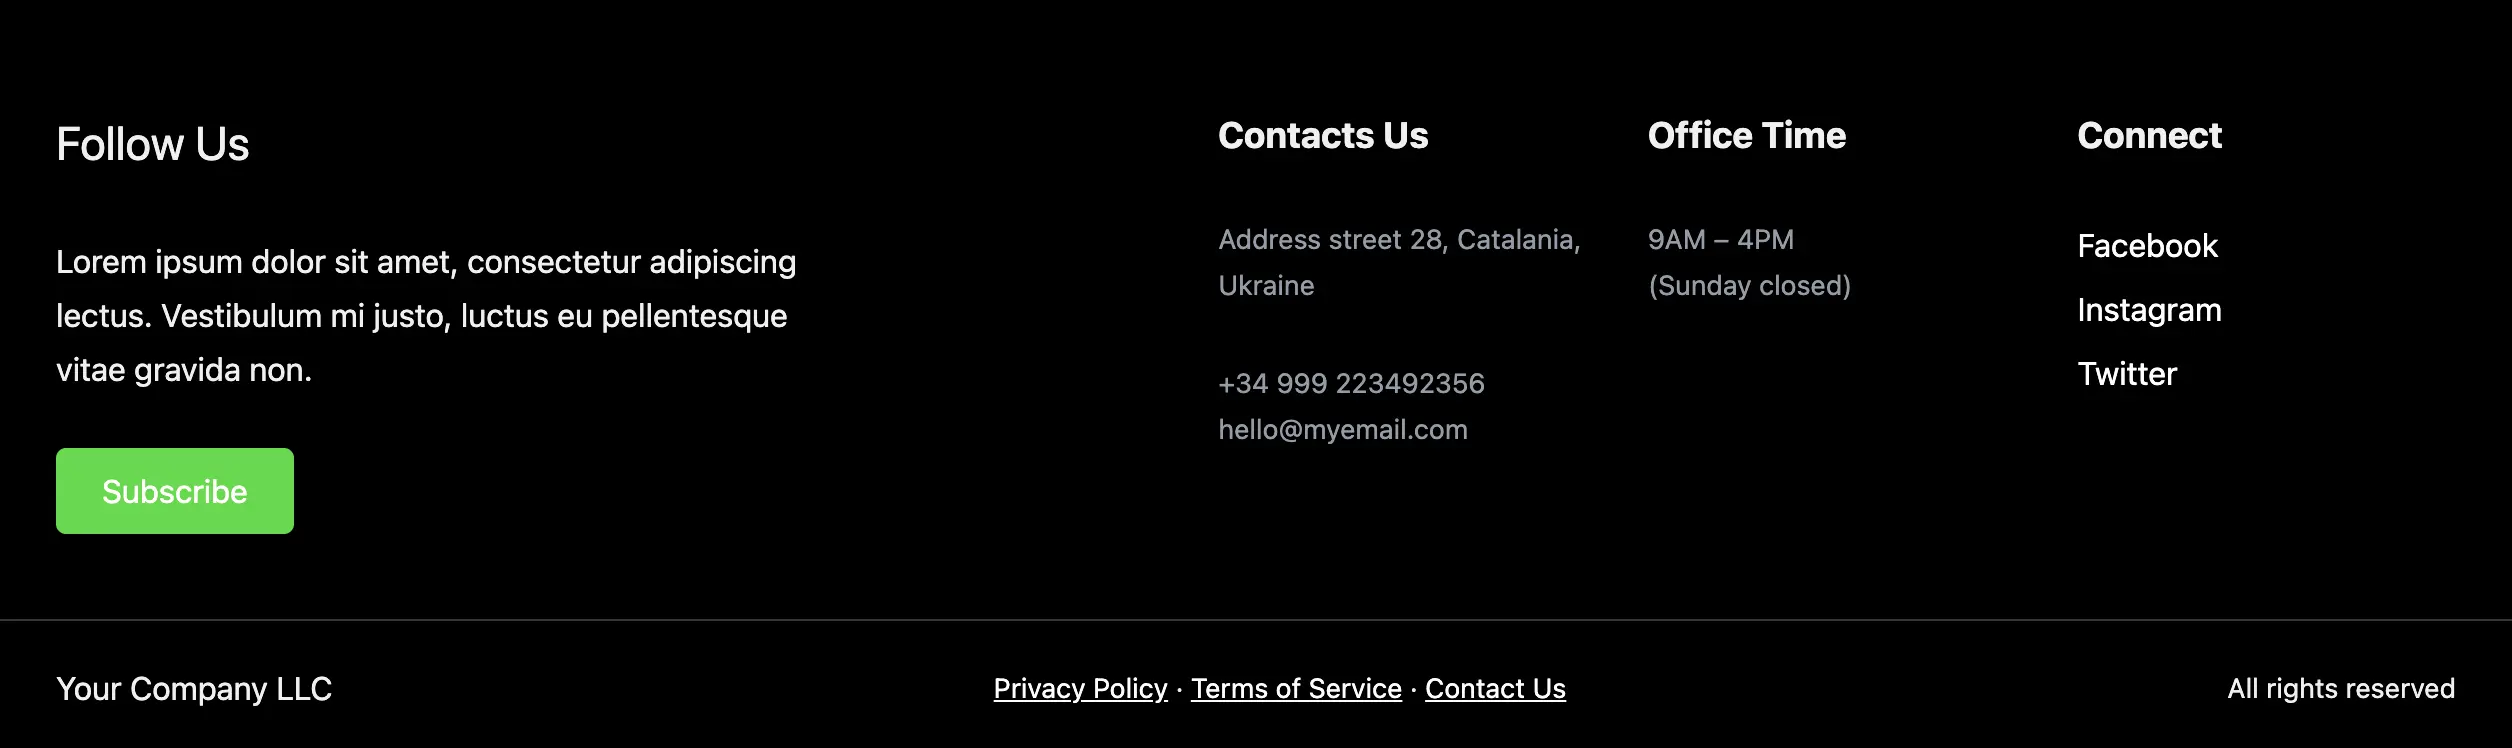 Follow Us
Lorem ipsum dolor sit amet, consectetur adipiscing
lectus. Vestibulum mi justo, luctus eu pellentesque
vitae gravida non.
Subscribe
Contacts Us
Address street 28, Catalania,
Ukraine
+34 999 223492356
hello@myemail.com
Office Time
9AM – 4PM
(Sunday closed)
Connect
Facebook
Instagram
Twitter
Your Company LLC
Privacy Policy · Terms of Service · Contact Us
All rights reserved